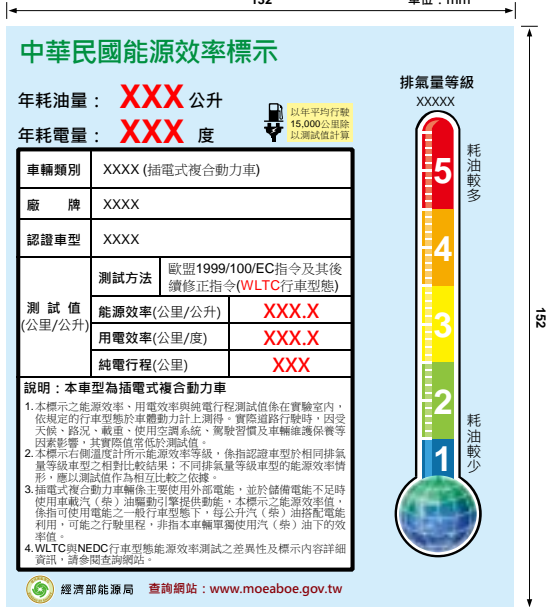 132
單位：mm
中華民國能源效率標示
年耗油量： XXX 公升
年耗電量： XXX 度
以年平均行駛
15,000公里除
以測試值計算
排氣量等級
XXXXX
耗油較多
5
4
3
2
1
耗油較少
152
車輛類別 XXXX (插電式複合動力車)
廠 牌 XXXX
認證車型 XXXX
測試值
(公里/公升)
測試方法 歐盟1999/100/EC指令及其後
續修正指令(WLTC行車型態)
能源效率(公里/公升) XXX.X
用電效率(公里/度) XXX.X
純電行程(公里) XXX
說明：本車型為插電式複合動力車
1.本標示之能源效率、用電效率與純電行程測試值係在實驗室內，
依規定的行車型態於車體動力計上測得。實際道路行駛時，因受
天候、路況、載重、使用空調系統、駕駛習慣及車輛維護保養等
因素影響，其實際值常低於測試值。
2.本標示右側溫度計所示能源效率等級，係指認證車型於相同排氣
量等級車型之相對比較結果；不同排氣量等級車型的能源效率情
形，應以測試值作為相互比較之依據。
3.插電式複合動力車輛係主要使用外部電能，並於儲備電能不足時
使用車載汽（柴）油驅動引擎提供動能，本標示之能源效率值，
係指可使用電能之一般行車型態下，每公升汽（柴）油搭配電能
利用，可能之行駛里程，非指本車輛單獨使用汽（柴）油下的效
率值。
4.WLTC與NEDC行車型態能源效率測試之差異性及標示內容詳細
資訊，請參閱查詢網站。
經濟部能源局 查詢網站：www.moeaboe.gov.tw